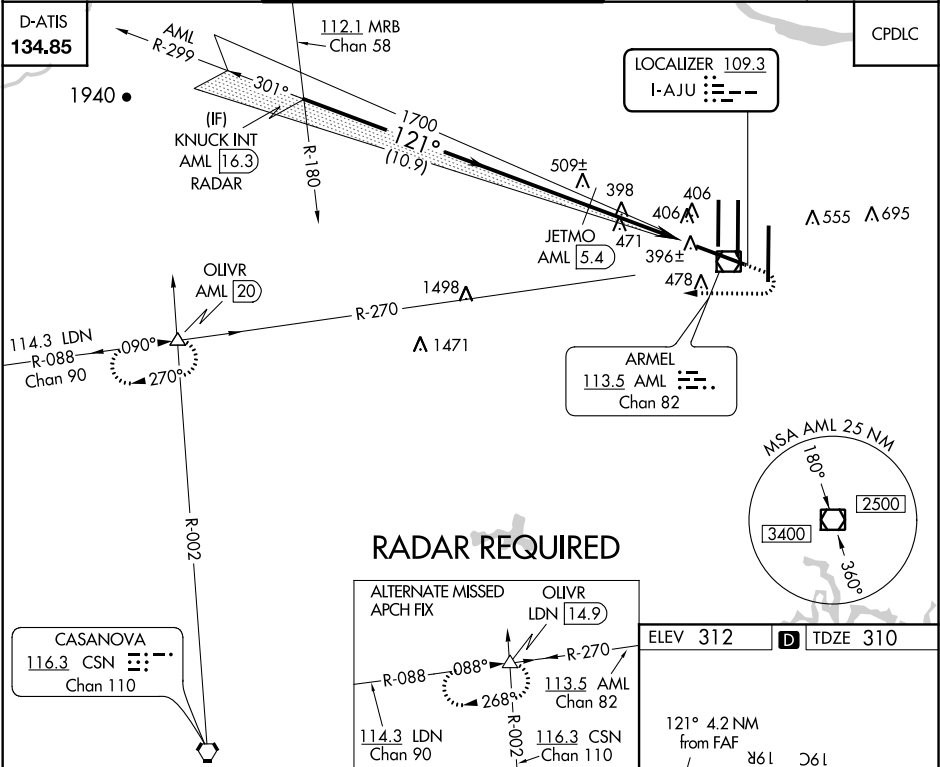 D-ATIS
134.85
AML
R-299
112.1 MRB
Chan 58
CPDLC
LOCALIZER 109.3
I-AJU
1940
301°
(IF)
KNUCK INT
AML 16.3
RADAR
1700
121°
(10.9)
R-180
509±
398
406
406
555
695
JETMO
AML 5.4
471
396±
478
OLIVR
AML 20
1498
R-270
114.3 LDN
R-088
Chan 90
090°
270°
1471
ARMEL
113.5 AML
Chan 82
MSA AML 25 NM
180°
2500
3400
360°
R-002
RADAR REQUIRED
CASANOVA
116.3 CSN
Chan 110
ALTERNATE MISSED
APCH FIX
OLIVR
LDN 14.9
R-088
088°
R-270
268°
113.5 AML
Chan 82
R-002
114.3 LDN
Chan 90
116.3 CSN
Chan 110
ELEV 312
D
TDZE 310
121° 4.2 NM
from FAF
19R
19C